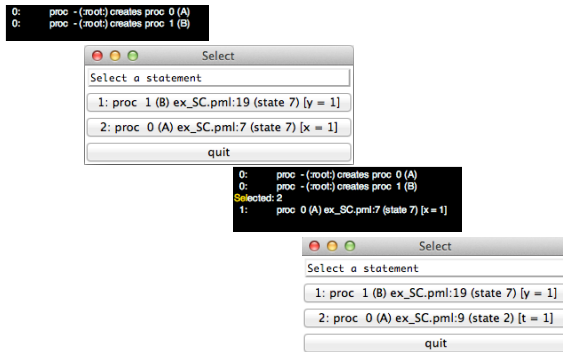 0: proc - (:root:) creates proc 0 (A)
0: proc - (:root:) creates proc 1 (B)
Select
Select a statement
1: proc 1 (B) ex_SC.pml:19 (state 7) [y = 1]
2: proc 0 (A) ex_SC.pml:7 (state 7) [x = 1]
quit
0: proc - (:root:) creates proc 0 (A)
0: proc - (:root:) creates proc 1 (B)
Selected: 2
1: proc 0 (A) ex_SC.pml:7 (state 7) [x = 1]
Select
Select a statement
1: proc 1 (B) ex_SC.pml:19 (state 7) [y = 1]
2: proc 0 (A) ex_SC.pml:9 (state 2) [t = 1]
quit